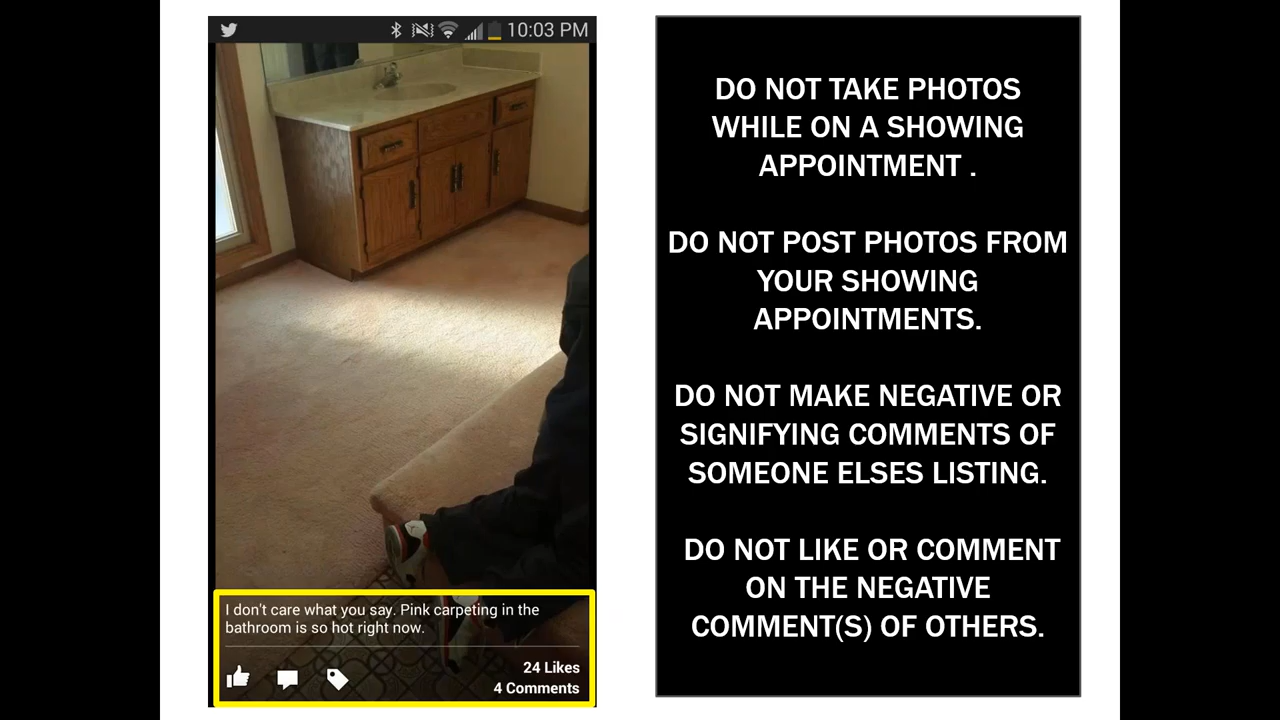 10:03 PM
I don't care what you say. Pink carpeting in the
bathroom is so hot right now.
24 Likes
4 Comments
DO NOT TAKE PHOTOS
WHILE ON A SHOWING
APPOINTMENT .
DO NOT POST PHOTOS FROM
YOUR SHOWING
APPOINTMENTS.
DO NOT MAKE NEGATIVE OR
SIGNIFYING COMMENTS OF
SOMEONE ELSES LISTING.
DO NOT LIKE OR COMMENT
ON THE NEGATIVE
COMMENT(S) OF OTHERS.